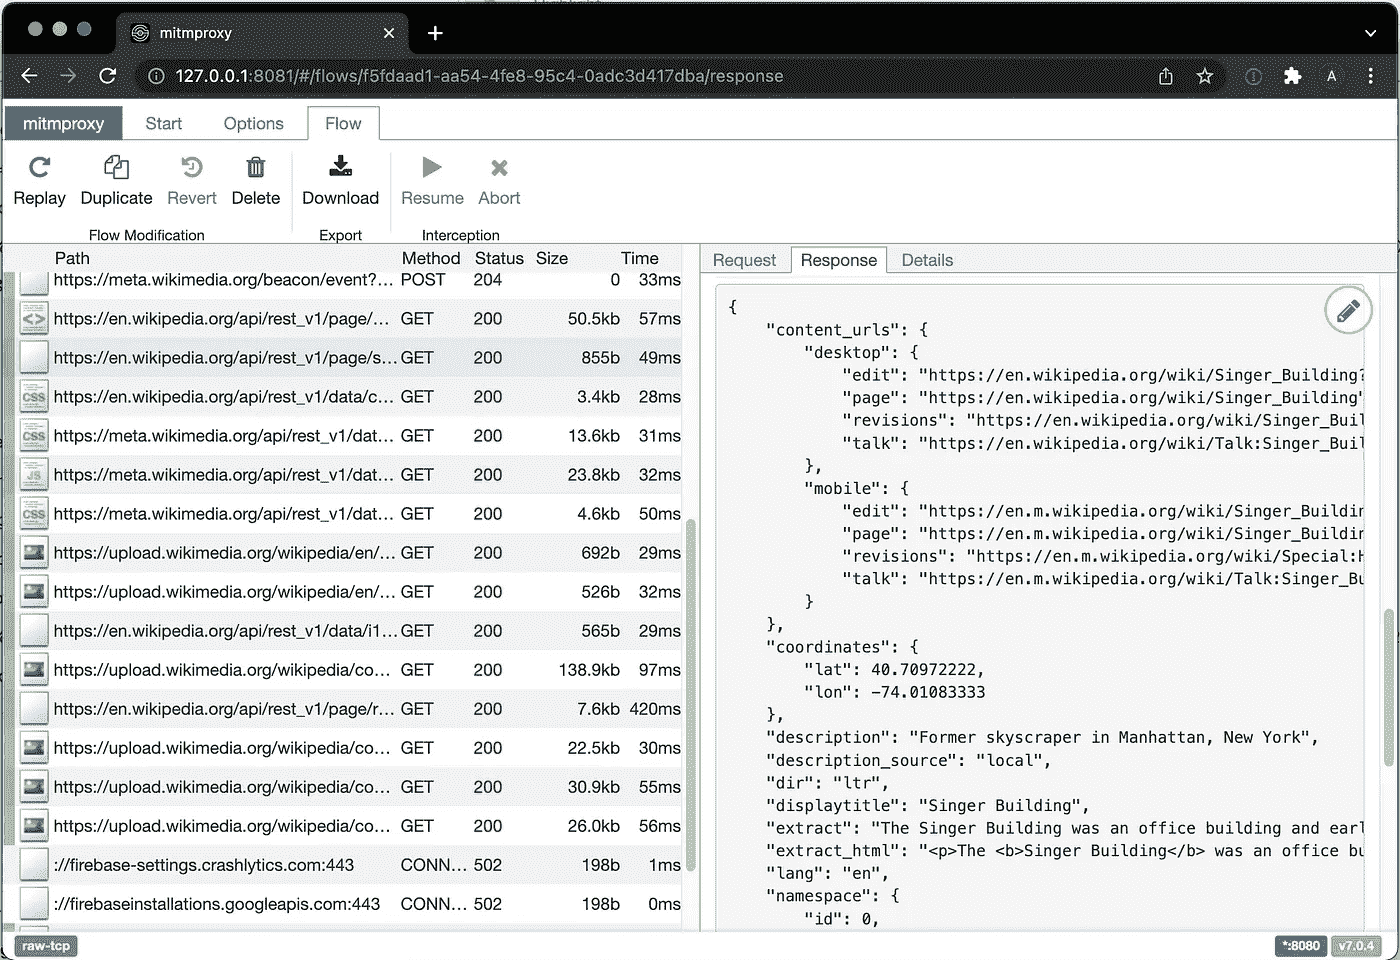 mitmproxy
127.0.0.1:8081/#/flows/f5fdaad1-aa54-4fe8-95c4-0adc3d417dba/response
A
mitmproxy Start Options Flow
Replay Duplicate Revert Delete Download Resume Abort
Flow Modification Export Interception
Path Method Status Size Time
https://meta.wikimedia.org/beacon/event?... POST 204 0 33ms
<> https://en.wikipedia.org/api/rest_v1/page/... GET 200 50.5kb 57ms
https://en.wikipedia.org/api/rest_v1/page/s... GET 200 855b 49ms
CSS https://en.wikipedia.org/api/rest_v1/data/c... GET 200 3.4kb 28ms
CSS https://meta.wikimedia.org/api/rest_v1/dat... GET 200 13.6kb 31ms
JS https://meta.wikimedia.org/api/rest_v1/dat... GET 200 23.8kb 32ms
CSS https://meta.wikimedia.org/api/rest_v1/dat... GET 200 4.6kb 50ms
https://upload.wikimedia.org/wikipedia/en/... GET 200 692b 29ms
https://upload.wikimedia.org/wikipedia/en/... GET 200 526b 32ms
https://en.wikipedia.org/api/rest_v1/data/i1... GET 200 565b 29ms
https://upload.wikimedia.org/wikipedia/co... GET 200 138.9kb 97ms
https://en.wikipedia.org/api/rest_v1/page/r... GET 200 7.6kb 420ms
https://upload.wikimedia.org/wikipedia/co... GET 200 22.5kb 30ms
https://upload.wikimedia.org/wikipedia/co... GET 200 30.9kb 55ms
https://upload.wikimedia.org/wikipedia/co... GET 200 26.0kb 56ms
://firebase-settings.crashlytics.com:443 CONN... 502 198b 1ms
://firebaseinstallations.googleapis.com:443 CONN... 502 198b 0ms
Request Response Details
{
"content_urls": {
"desktop": {
"edit": "https://en.wikipedia.org/wiki/Singer_Building?
"page": "https://en.wikipedia.org/wiki/Singer_Building"
"revisions": "https://en.wikipedia.org/wiki/Singer_Buil
"talk": "https://en.wikipedia.org/wiki/Talk:Singer_Buil
},
"mobile": {
"edit": "https://en.m.wikipedia.org/wiki/Singer_Buildin
"page": "https://en.m.wikipedia.org/wiki/Singer_Buildin
"revisions": "https://en.m.wikipedia.org/wiki/Special:H
"talk": "https://en.m.wikipedia.org/wiki/Talk:Singer_Bu
}
},
"coordinates": {
"lat": 40.70972222,
"lon": -74.01083333
},
"description": "Former skyscraper in Manhattan, New York",
"description_source": "local",
"dir": "ltr",
"displaytitle": "Singer Building",
"extract": "The Singer Building was an office building and earl
"extract_html": "<p>The <b>Singer Building</b> was an office bu
"lang": "en",
"namespace": {
"id": 0,
raw-tcp *:8080 v7.0.4